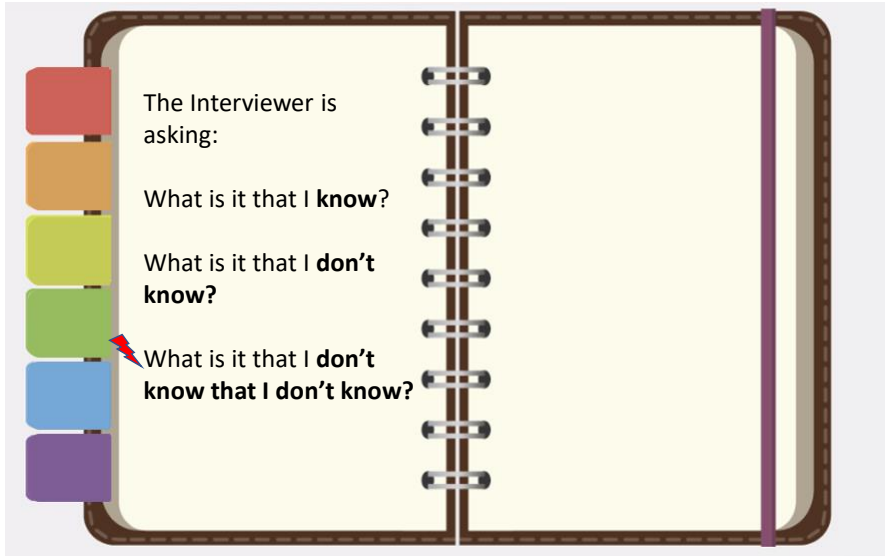 The Interviewer is
asking:
What is it that I know?
What is it that I don’t
know?
What is it that I don’t
know that I don’t know?